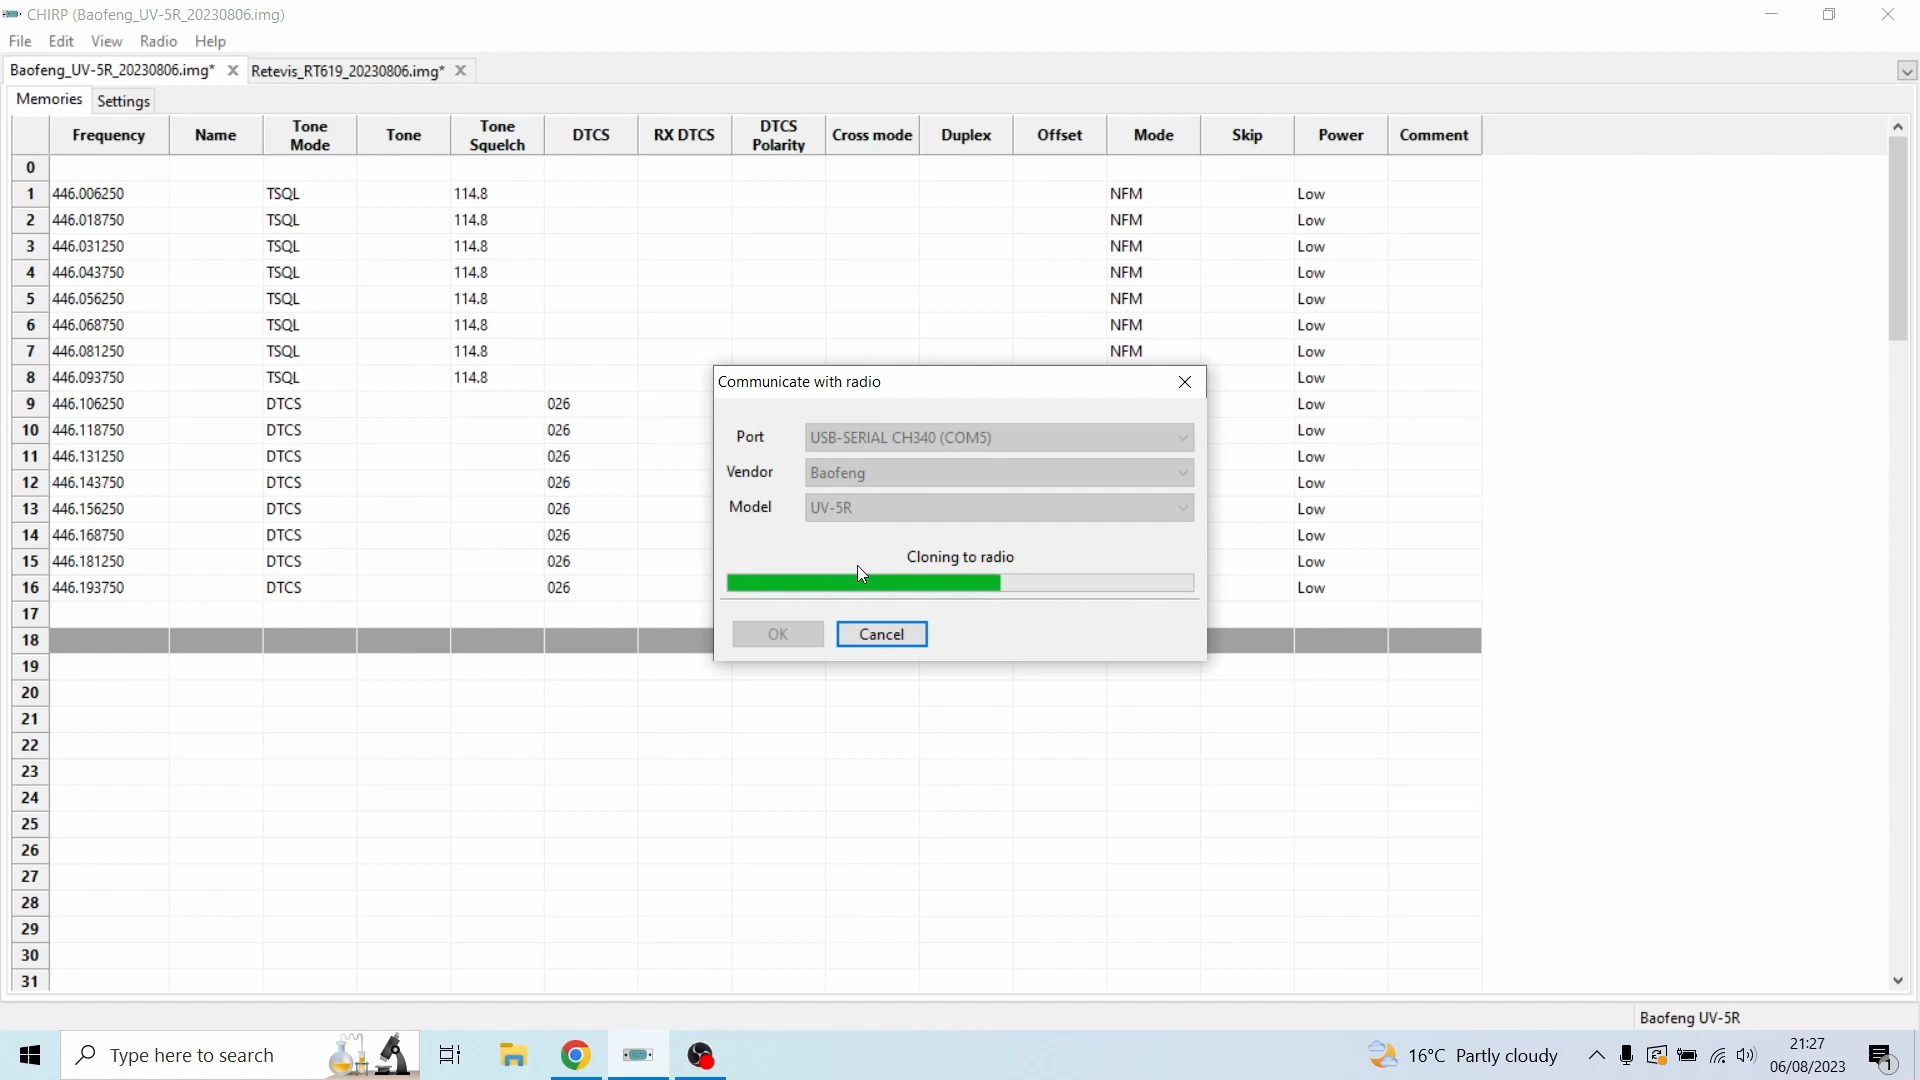 CHIRP (Baofeng_UV-5R_20230806.img)
File Edit View Radio Help
Baofeng_UV-5R_20230806.img* Retevis_RT619_20230806.img*
Memories Settings
Frequency Name Tone Mode Tone Tone Squelch DTCS RX DTCS DTCS Polarity Cross mode Duplex Offset Mode Skip Power Comment
0
1 446.006250 TSQL 114.8 NFM Low
2 446.018750 TSQL 114.8 NFM Low
3 446.031250 TSQL 114.8 NFM Low
4 446.043750 TSQL 114.8 NFM Low
5 446.056250 TSQL 114.8 NFM Low
6 446.068750 TSQL 114.8 NFM Low
7 446.081250 TSQL 114.8 NFM Low
8 446.093750 TSQL 114.8 Low
9 446.106250 DTCS 026 Low
10 446.118750 DTCS 026 Low
11 446.131250 DTCS 026 Low
12 446.143750 DTCS 026 Low
13 446.156250 DTCS 026 Low
14 446.168750 DTCS 026 Low
15 446.181250 DTCS 026 Low
16 446.193750 DTCS 026 Low
17
18
19
20
21
22
23
24
25
26
27
28
29
30
31
Communicate with radio
Port USB-SERIAL CH340 (COM5)
Vendor Baofeng
Model UV-5R
Cloning to radio
OK Cancel
Baofeng UV-5R
Type here to search
16°C Partly cloudy
21:27
06/08/2023
1